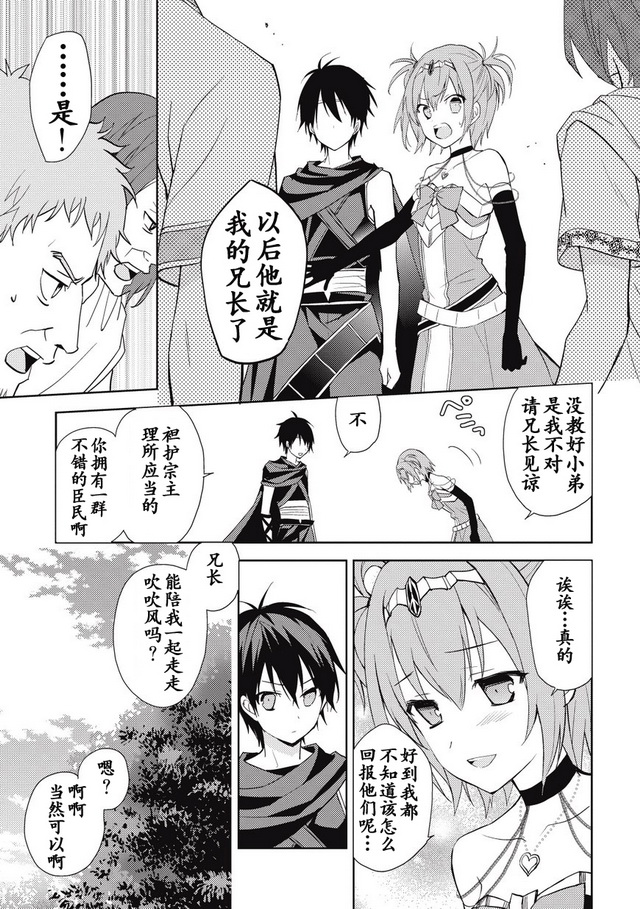 以后他就是
我的兄长了
……是！
没教好小弟
是我不对
请兄长见谅
ペこ
不
袒护宗主
理所应当的
你拥有一群
不错的臣民啊
诶诶…真的
好到我都
不知道该怎么
回报他们呢…
兄长
能陪我一起走走
吹吹风吗？
嗯？
啊啊
当然可以啊